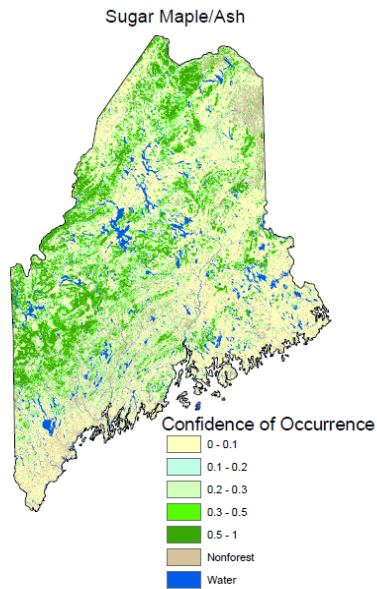 Sugar Maple/Ash
Confidence of Occurrence
0 - 0.1
0.1 - 0.2
0.2 - 0.3
0.3 - 0.5
0.5 - 1
Nonforest
Water